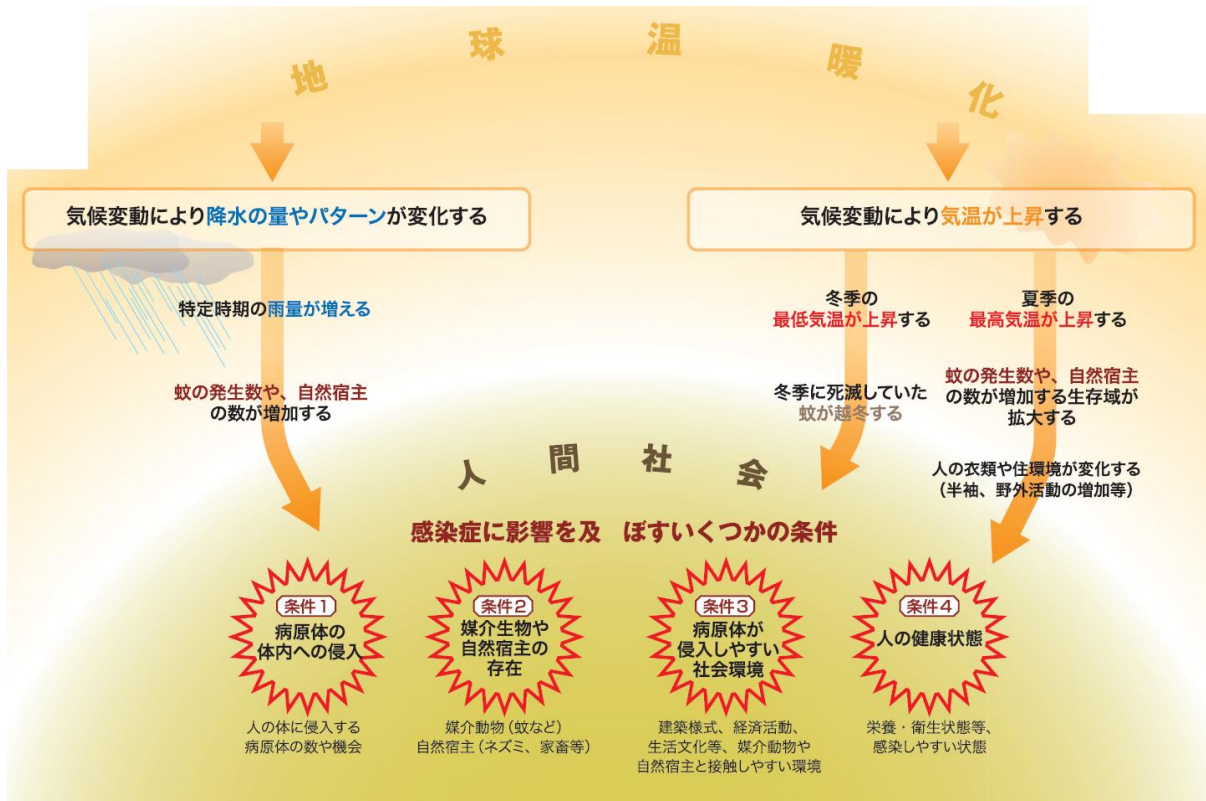 地球温暖化
気候変動により降水の量やパターンが変化する
気候変動により気温が上昇する
特定時期の雨量が増える
蚊の発生数や、自然宿主
の数が増加する
冬季の
最低気温が上昇する
冬季に死滅していた
蚊が越冬する
夏季の
最高気温が上昇する
蚊の発生数や、自然宿主
の数が増加する生存域が
拡大する
人の衣類や住環境が変化する
（半袖、野外活動の増加等）
人間社会
感染症に影響を及 ぼすいくつかの条件
条件1
病原体の
体内への侵入
人の体に侵入する
病原体の数や機会
条件2
媒介生物や
自然宿主の
存在
媒介動物（蚊など）
自然宿主（ネズミ、家畜等）
条件3
病原体が
侵入しやすい
社会環境
建築様式、経済活動、
生活文化等、媒介動物や
自然宿主と接触しやすい環境
条件4
人の健康状態
栄養・衛生状態等、
感染しやすい状態